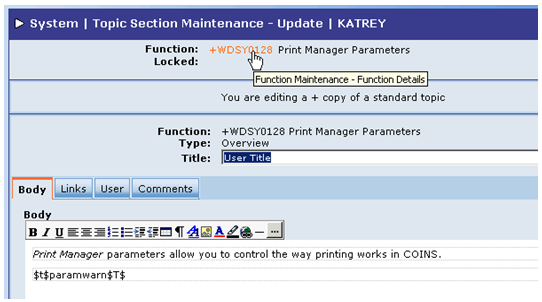 System | Topic Section Maintenance - Update | KATREY
Function: +WDSY0128 Print Manager Parameters
Locked:
Function Maintenance - Function Details
You are editing a + copy of a standard topic
Function: +WDSY0128 Print Manager Parameters
Type: Overview
Title: User Title
Body Links User Comments
Body
B I U ¶ A A ...
Print Manager parameters allow you to control the way printing works in COINS.
$t$paramwarn$T$